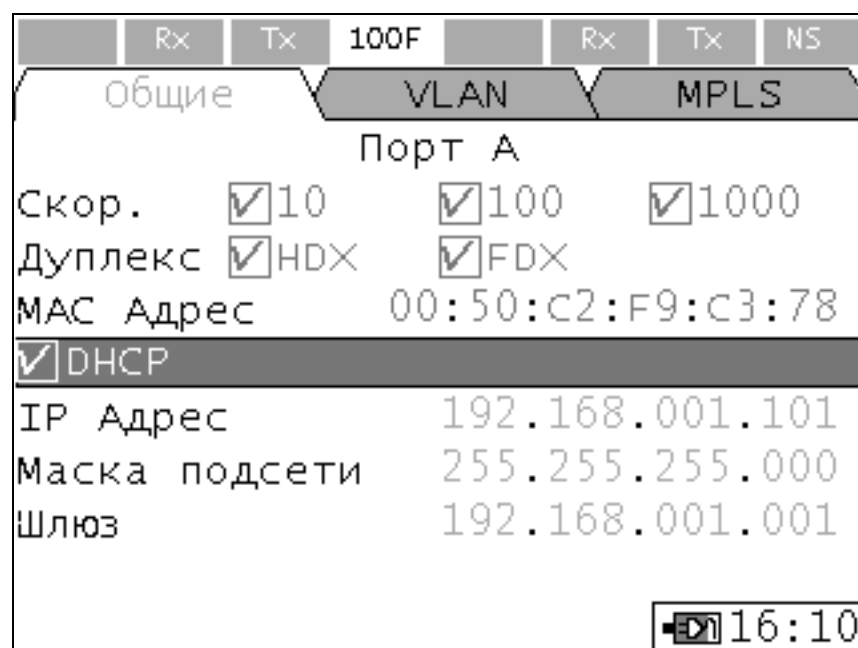 Rx Tx 100F Rx Tx NS
Общие VLAN MPLS
Порт A
Скор. 10 100 1000
Дуплекс HDX FDX
MAC Адрес 00:50:C2:F9:C3:78
DHCP
IP Адрес 192.168.001.101
Маска подсети 255.255.255.000
Шлюз 192.168.001.001
16:10